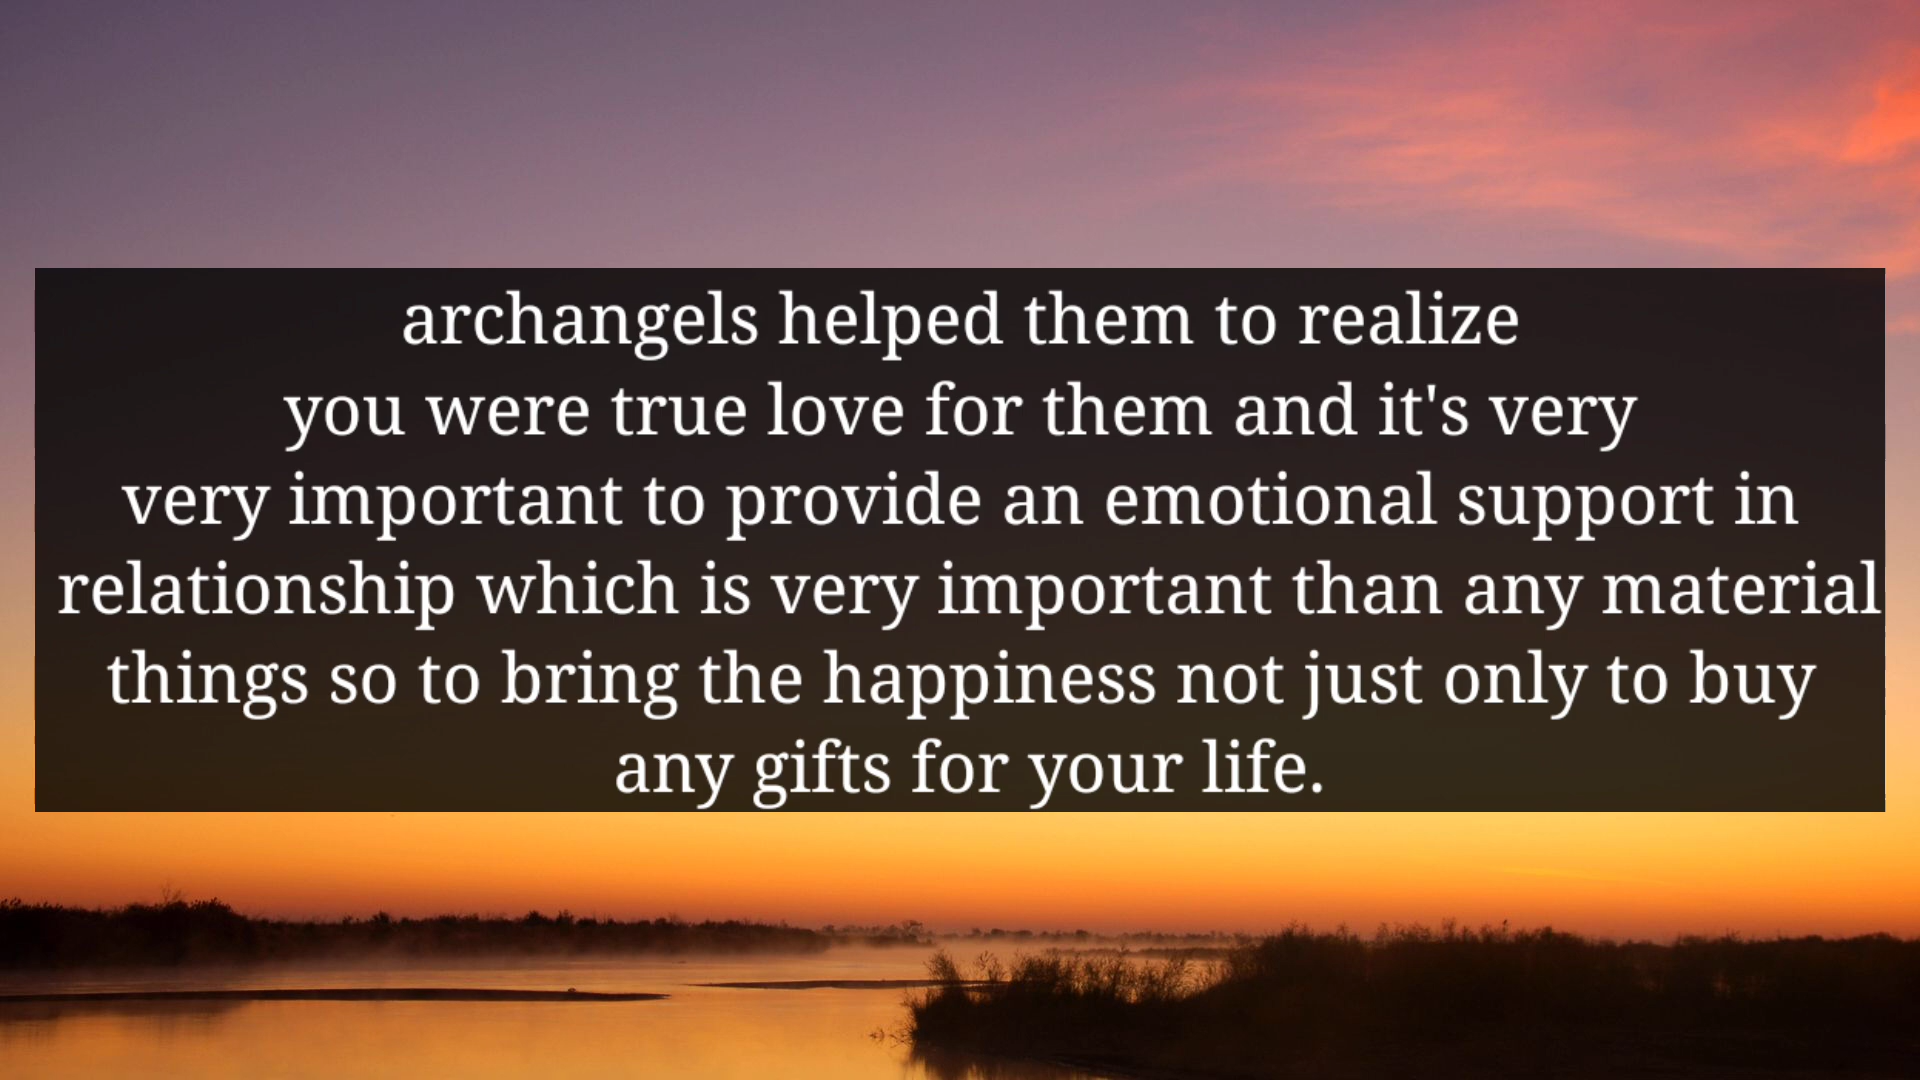 archangels helped them to realize
you were true love for them and it's very
very important to provide an emotional support in
relationship which is very important than any material
things so to bring the happiness not just only to buy
any gifts for your life.